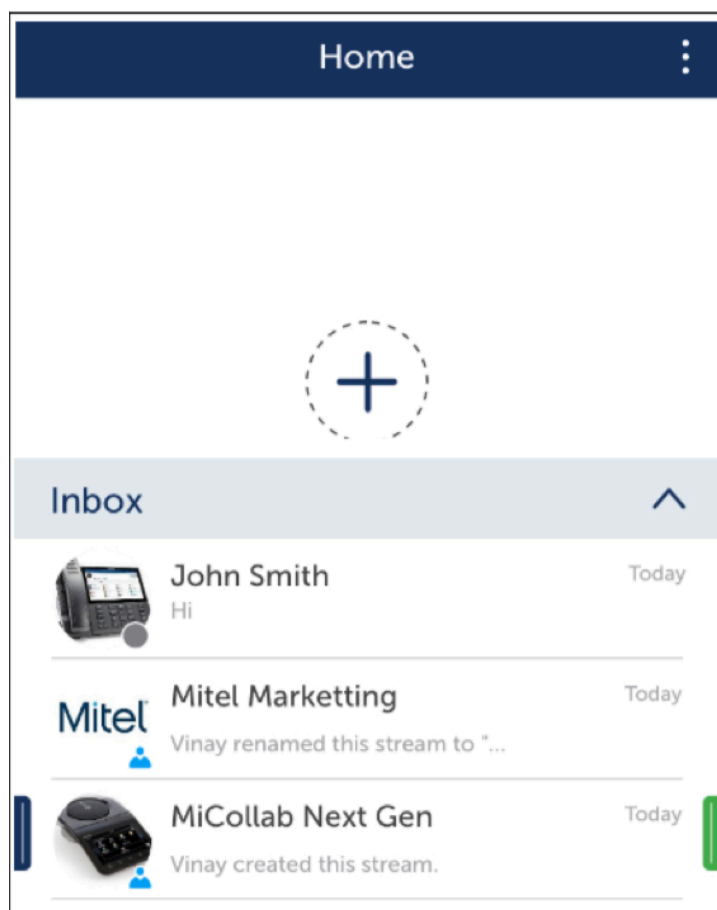 Home
Inbox
John Smith
Today
Hi
Mitel
Mitel Marketting
Today
Vinay renamed this stream to "...
MiCollab Next Gen
Today
Vinay created this stream.